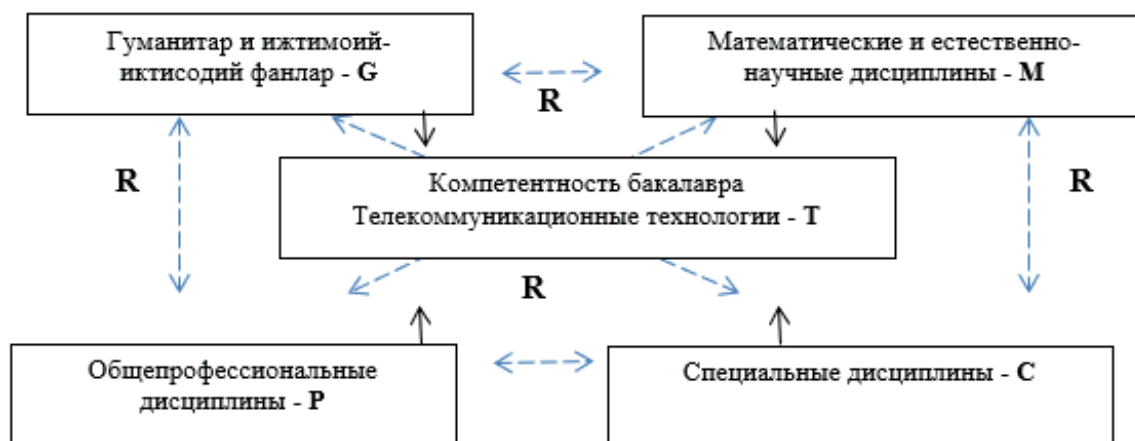 Гуманитар и ижтимоий-
иктисодий фанлар - G
Математические и естественно-
научные дисциплины - M
R
R
R
Компетентность бакалавра
Телекоммуникационные технологии - T
R
Общепрофессиональные
дисциплины - P
Специальные дисциплины - C